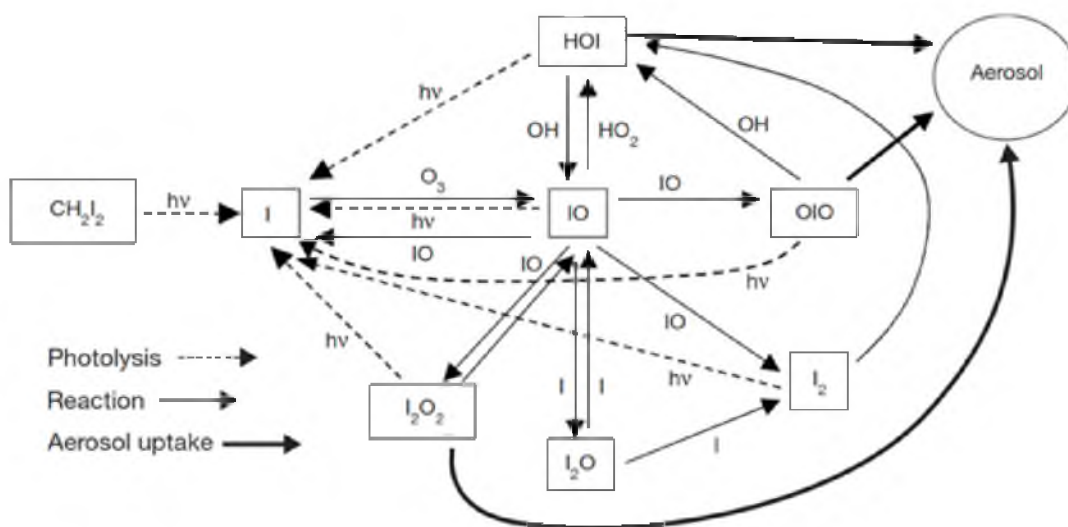 HOI
Aerosol
hν
OH
HO₂
OH
CH₂I₂
hν
I
O₃
hν
IO
IO
IO
OIO
IO
hν
IO
hν
hν
I₂
Photolysis
Reaction
Aerosol uptake
I₂O₂
I
I
I₂O
I